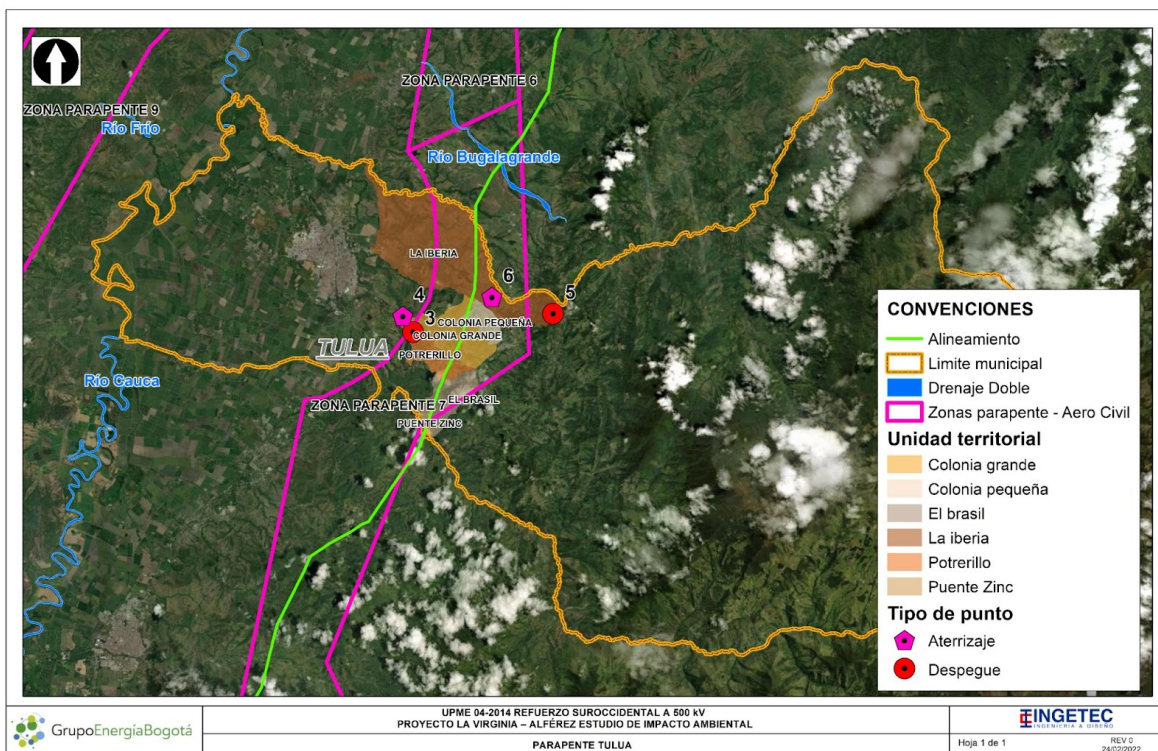 ZONA PARAPENTE 6
ZONA PARAPENTE 9
Río Frío
Río Bugalagrande
LA IBERIA
6
5
4
3
COLONIA PEQUEÑA
COLONIA GRANDE
TULUA
POTRERILLO
Río Cauca
ZONA PARAPENTE 7
EL BRASIL
PUENTE ZINC
CONVENCIONES
Alineamiento
Limite municipal
Drenaje Doble
Zonas parapente - Aero Civil
Unidad territorial
Colonia grande
Colonia pequeña
El brasil
La iberia
Potrerillo
Puente Zinc
Tipo de punto
Aterrizaje
Despegue
GrupoEnergíaBogotá
UPME 04-2014 REFUERZO SUROCCIDENTAL A 500 kV
PROYECTO LA VIRGINIA – ALFÉREZ ESTUDIO DE IMPACTO AMBIENTAL
PARAPENTE TULUA
INGETEC
INGENIERÍA & DISEÑO
Hoja 1 de 1
REV 0
24/02/2022